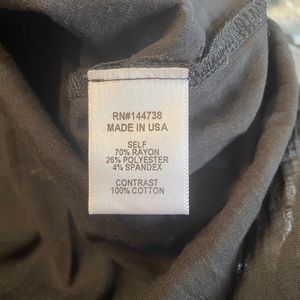 RN#144738
MADE IN USA
SELF
70% RAYON
26% POLYESTER
4% SPANDEX
CONTRAST
100% COTTON